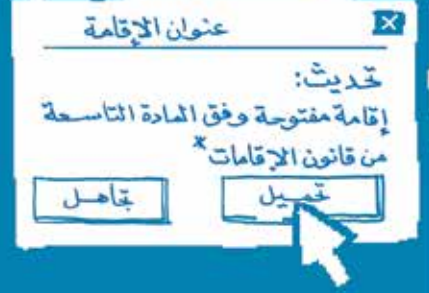 عنوان الإقامة
تحديث:
إقامة مفتوحة وفق المادة التاسعة
من قانون الإقامات*
تحميل
تجاهل